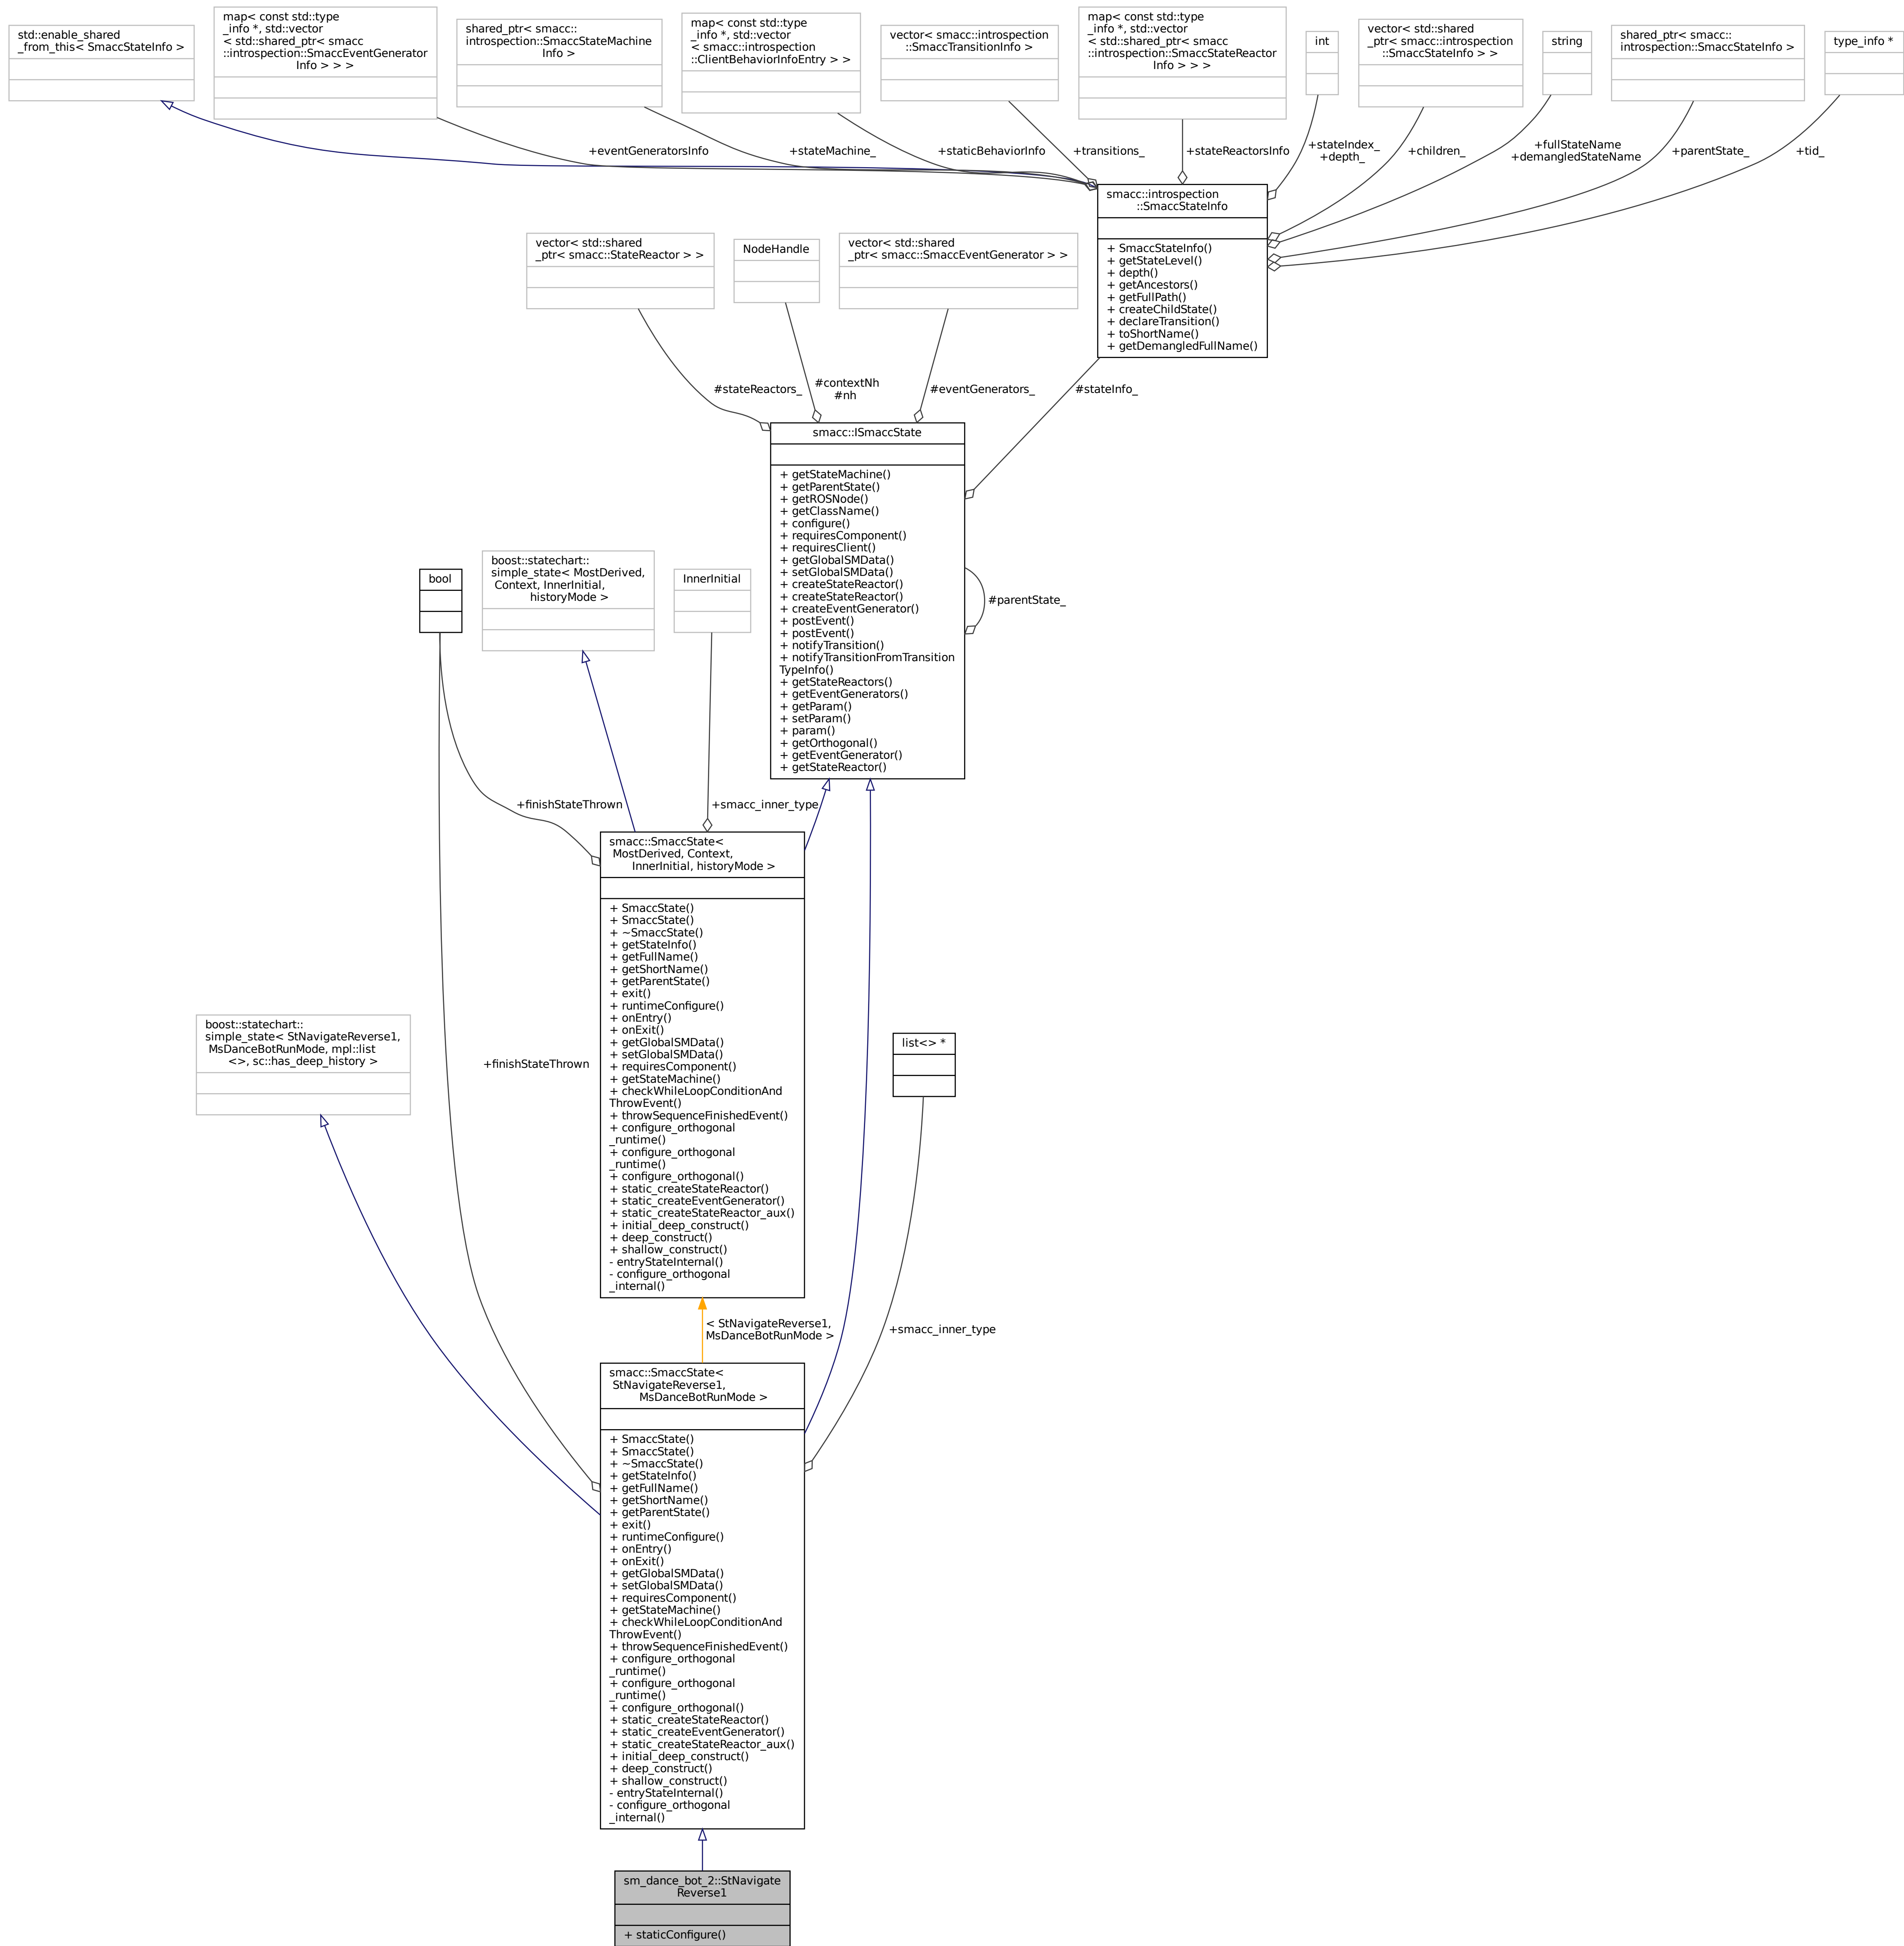 std::enable_shared
_from_this< SmaccStateInfo >
map< const std::type
_info *, std::vector
< std::shared_ptr< smacc
::introspection::SmaccEventGenerator
Info > > >
shared_ptr< smacc::
introspection::SmaccStateMachine
Info >
map< const std::type
_info *, std::vector
< smacc::introspection
::ClientBehaviorInfoEntry > >
vector< smacc::introspection
::SmaccTransitionInfo >
map< const std::type
_info *, std::vector
< std::shared_ptr< smacc
::introspection::SmaccStateReactor
Info > > >
int
vector< std::shared
_ptr< smacc::introspection
::SmaccStateInfo > >
string
shared_ptr< smacc::
introspection::SmaccStateInfo >
type_info *
+eventGeneratorsInfo
+stateMachine_
+staticBehaviorInfo
+transitions_
+stateReactorsInfo
+stateIndex_
+depth_
+children_
+fullStateName
+demangledStateName
+parentState_
+tid_
smacc::introspection
::SmaccStateInfo
+ SmaccStateInfo()
+ getStateLevel()
+ depth()
+ getAncestors()
+ getFullPath()
+ createChildState()
+ declareTransition()
+ toShortName()
+ getDemangledFullName()
vector< std::shared
_ptr< smacc::StateReactor > >
NodeHandle
vector< std::shared
_ptr< smacc::SmaccEventGenerator > >
#stateReactors_
#contextNh
#nh
#eventGenerators_
#stateInfo_
smacc::ISmaccState
+ getStateMachine()
+ getParentState()
+ getROSNode()
+ getClassName()
+ configure()
+ requiresComponent()
+ requiresClient()
+ getGlobalSMData()
+ setGlobalSMData()
+ createStateReactor()
+ createStateReactor()
+ createEventGenerator()
+ postEvent()
+ postEvent()
+ notifyTransition()
+ notifyTransitionFromTransition
TypeInfo()
+ getStateReactors()
+ getEventGenerators()
+ getParam()
+ setParam()
+ param()
+ getOrthogonal()
+ getEventGenerator()
+ getStateReactor()
#parentState_
bool
boost::statechart::
simple_state< MostDerived,
Context, InnerInitial,
historyMode >
InnerInitial
+finishStateThrown
+smacc_inner_type
smacc::SmaccState<
MostDerived, Context,
InnerInitial, historyMode >
+ SmaccState()
+ SmaccState()
+ ~SmaccState()
+ getStateInfo()
+ getFullName()
+ getShortName()
+ getParentState()
+ exit()
+ runtimeConfigure()
+ onEntry()
+ onExit()
+ getGlobalSMData()
+ setGlobalSMData()
+ requiresComponent()
+ getStateMachine()
+ checkWhileLoopConditionAnd
ThrowEvent()
+ throwSequenceFinishedEvent()
+ configure_orthogonal
_runtime()
+ configure_orthogonal
_runtime()
+ configure_orthogonal()
+ static_createStateReactor()
+ static_createEventGenerator()
+ static_createStateReactor_aux()
+ initial_deep_construct()
+ deep_construct()
+ shallow_construct()
- entryStateInternal()
- configure_orthogonal
_internal()
boost::statechart::
simple_state< StNavigateReverse1,
MsDanceBotRunMode, mpl::list
<>, sc::has_deep_history >
+finishStateThrown
list<> *
< StNavigateReverse1,
MsDanceBotRunMode >
+smacc_inner_type
smacc::SmaccState<
StNavigateReverse1,
MsDanceBotRunMode >
+ SmaccState()
+ SmaccState()
+ ~SmaccState()
+ getStateInfo()
+ getFullName()
+ getShortName()
+ getParentState()
+ exit()
+ runtimeConfigure()
+ onEntry()
+ onExit()
+ getGlobalSMData()
+ setGlobalSMData()
+ requiresComponent()
+ getStateMachine()
+ checkWhileLoopConditionAnd
ThrowEvent()
+ throwSequenceFinishedEvent()
+ configure_orthogonal
_runtime()
+ configure_orthogonal
_runtime()
+ configure_orthogonal()
+ static_createStateReactor()
+ static_createEventGenerator()
+ static_createStateReactor_aux()
+ initial_deep_construct()
+ deep_construct()
+ shallow_construct()
- entryStateInternal()
- configure_orthogonal
_internal()
sm_dance_bot_2::StNavigate
Reverse1
+ staticConfigure()